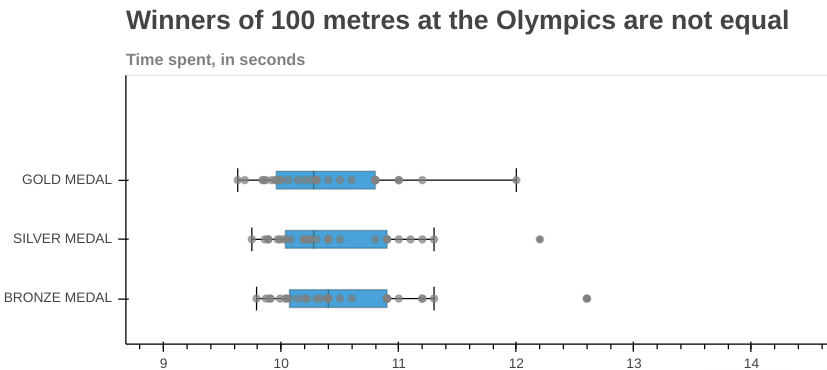 Winners of 100 metres at the Olympics are not equal
Time spent, in seconds
GOLD MEDAL
SILVER MEDAL
BRONZE MEDAL
9 10 11 12 13 14